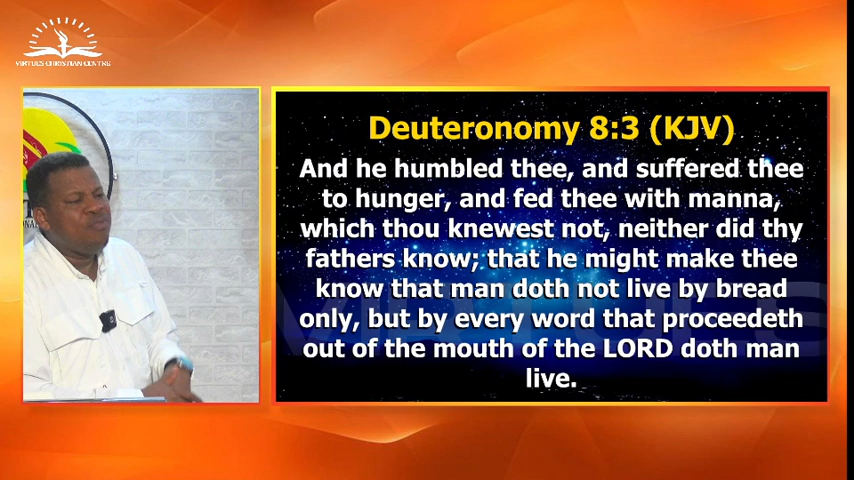 VIRTUES CHRISTIAN CENTRE
Deuteronomy 8:3 (KJV)
And he humbled thee, and suffered thee
to hunger, and fed thee with manna,
which thou knewest not, neither did thy
fathers know; that he might make thee
know that man doth not live by bread
only, but by every word that proceedeth
out of the mouth of the LORD doth man
live.